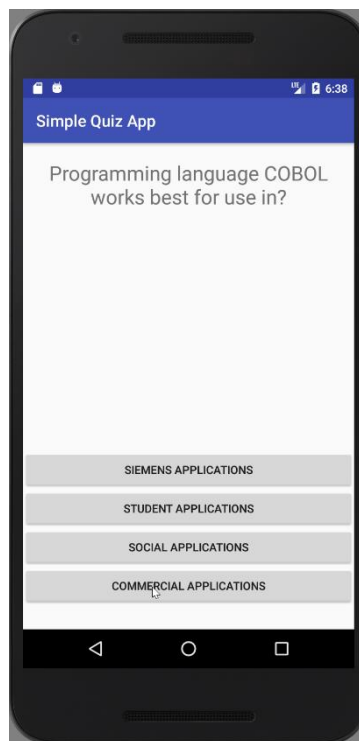 LTE 6:38
Simple Quiz App
Programming language COBOL
works best for use in?
SIEMENS APPLICATIONS
STUDENT APPLICATIONS
SOCIAL APPLICATIONS
COMMERCIAL APPLICATIONS